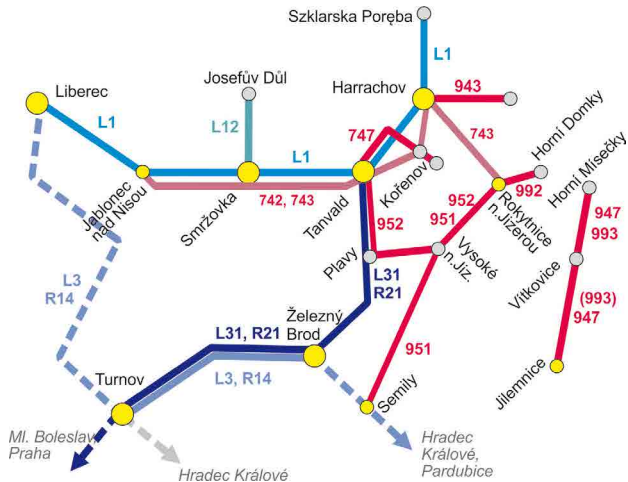 Szklarska Poręba
L1
Liberec
Josefův Důl
Harrachov
943
L1
L12
747
743
Horní Domky
L1
Kořenov
Horní Mísečky
Jablonec
nad Nisou
742, 743
Smržovka
Tanvald
952
952
951
992
Rokytnice
n.Jizerou
947
993
Plavy
Vysoké
n.Jiz.
Vítkovice
L3
R14
L31
R21
(993)
947
Železný
Brod
L31, R21
L3, R14
951
Turnov
Semily
Jilemnice
Ml. Boleslav,
Praha
Hradec Králové
Hradec
Králové,
Pardubice